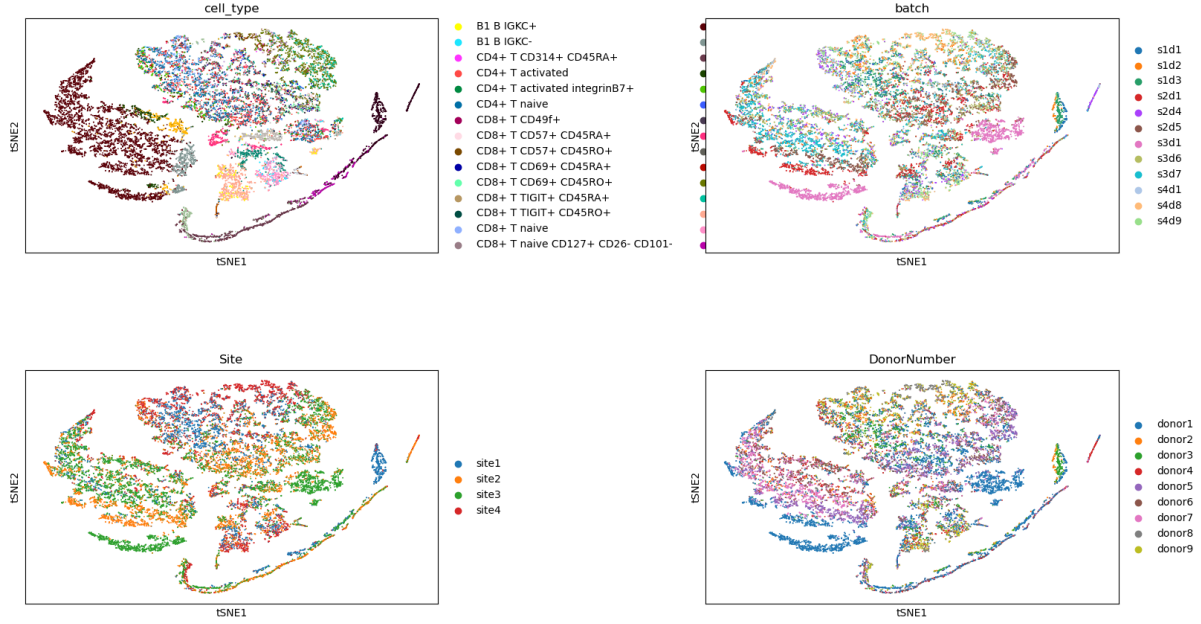 cell_type
tSNE2
tSNE1
B1 B IGKC+
B1 B IGKC-
CD4+ T CD314+ CD45RA+
CD4+ T activated
CD4+ T activated integrinB7+
CD4+ T naive
CD8+ T CD49f+
CD8+ T CD57+ CD45RA+
CD8+ T CD57+ CD45RO+
CD8+ T CD69+ CD45RA+
CD8+ T CD69+ CD45RO+
CD8+ T TIGIT+ CD45RA+
CD8+ T TIGIT+ CD45RO+
CD8+ T naive
CD8+ T naive CD127+ CD26- CD101-
batch
tSNE2
tSNE1
s1d1
s1d2
s1d3
s2d1
s2d4
s2d5
s3d1
s3d6
s3d7
s4d1
s4d8
s4d9
Site
tSNE2
tSNE1
site1
site2
site3
site4
DonorNumber
tSNE2
tSNE1
donor1
donor2
donor3
donor4
donor5
donor6
donor7
donor8
donor9